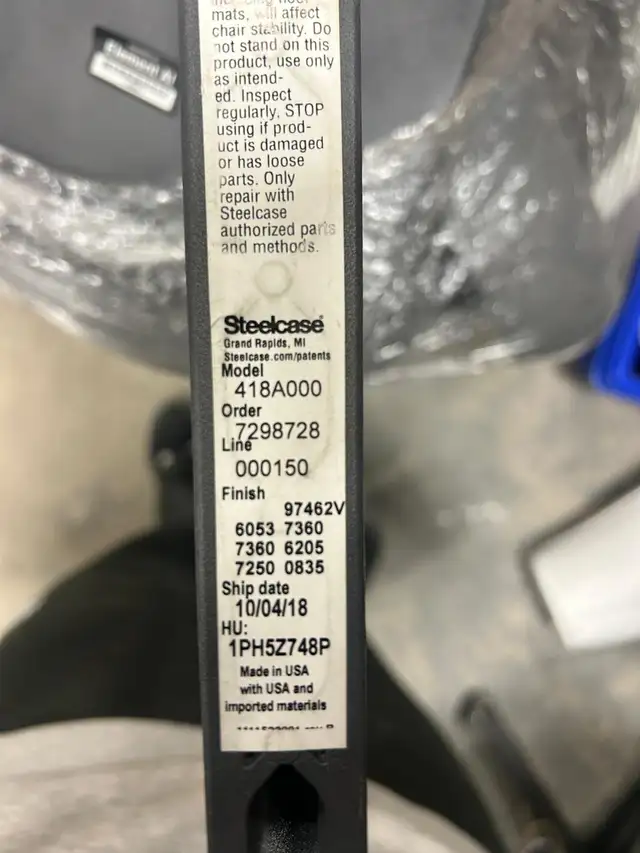 mats, will affect
chair stability. Do
not stand on this
product, use only
as intend-
ed. Inspect
regularly, STOP
using if prod-
uct is damaged
or has loose
parts. Only
repair with
Steelcase
authorized parts
and methods.
Steelcase
Grand Rapids, MI
Steelcase.com/patents
Model
418A000
Order
7298728
Line
000150
Finish
97462V
6053 7360
7360 6205
7250 0835
Ship date
10/04/18
HU:
1PH5Z748P
Made in USA
with USA and
imported materials